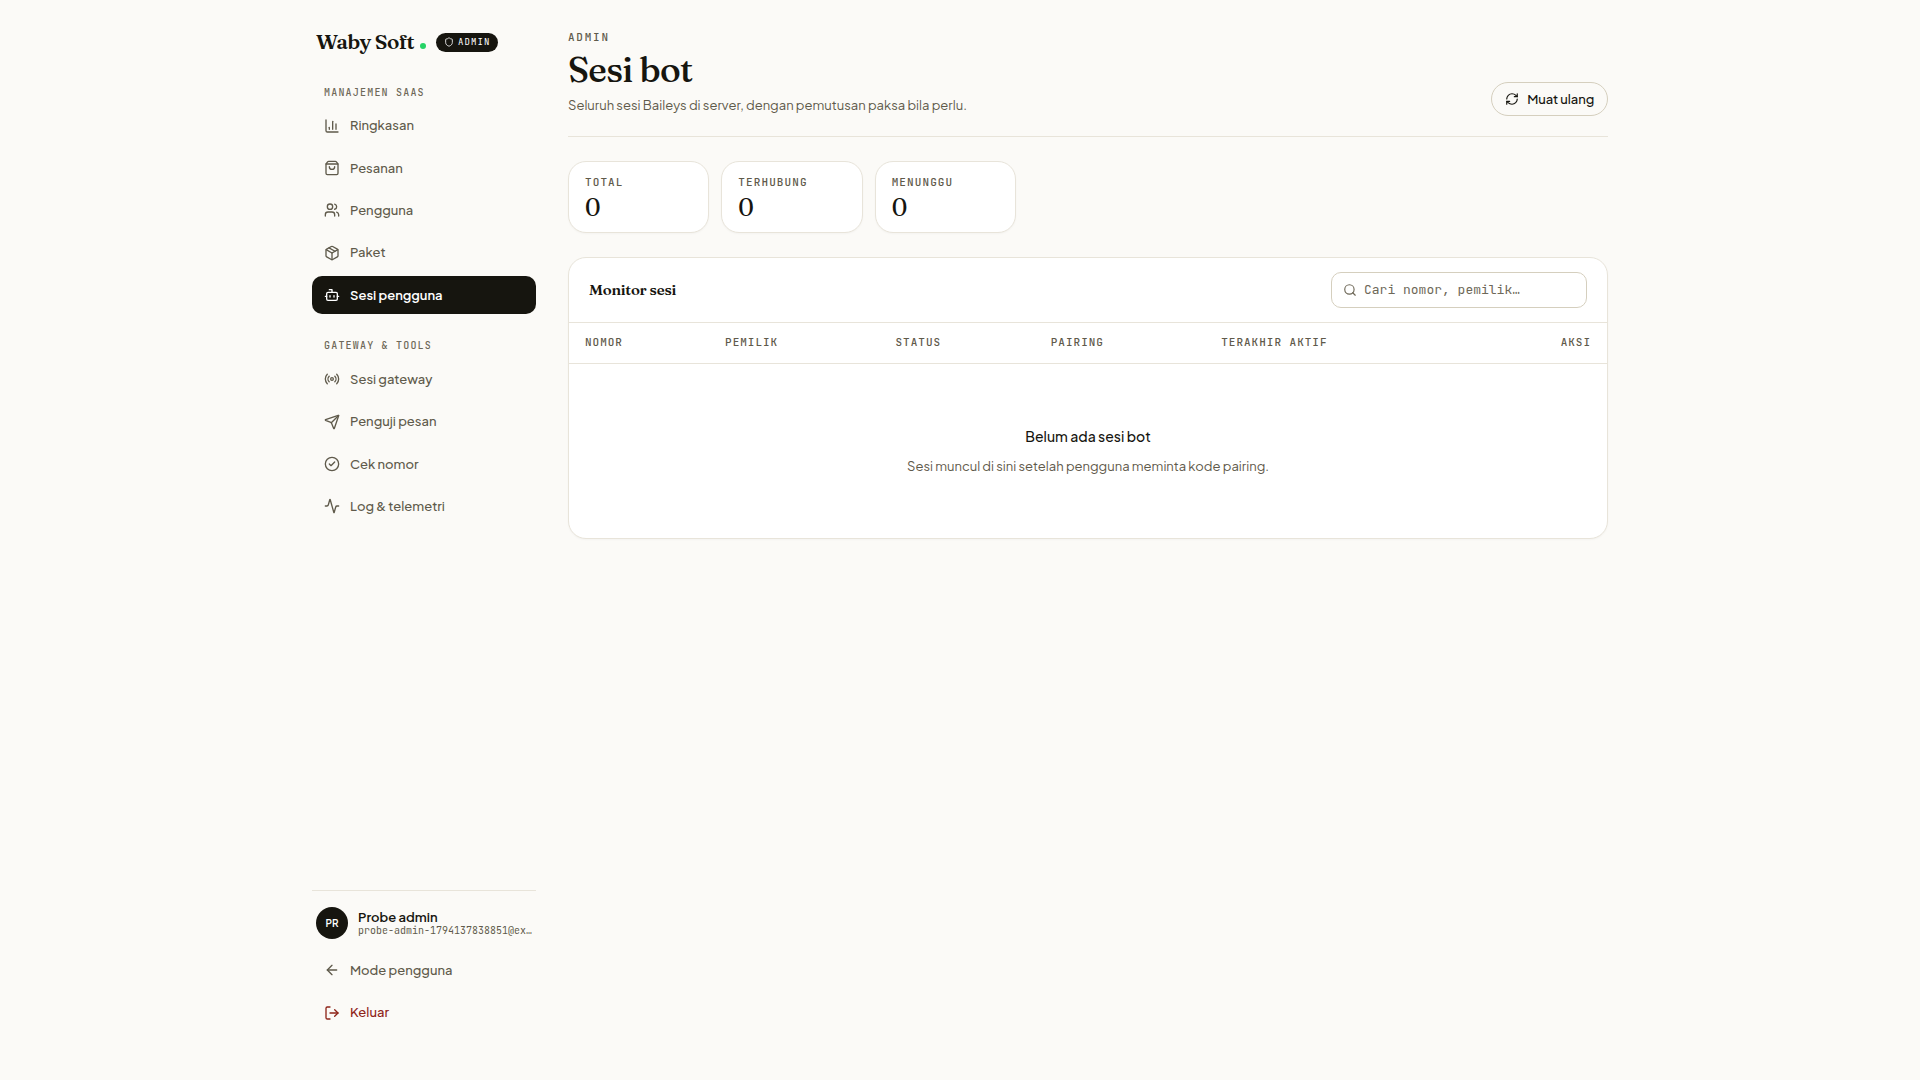 Waby Soft
ADMIN
MANAJEMEN SAAS
Ringkasan
Pesanan
Pengguna
Paket
Sesi pengguna
GATEWAY & TOOLS
Sesi gateway
Penguji pesan
Cek nomor
Log & telemetri
PR
Probe admin
probe-admin-1794137838851@ex…
Mode pengguna
Keluar
ADMIN
Sesi bot
Seluruh sesi Baileys di server, dengan pemutusan paksa bila perlu.
Muat ulang
TOTAL
0
TERHUBUNG
0
MENUNGGU
0
Monitor sesi
Cari nomor, pemilik…
NOMOR PEMILIK STATUS PAIRING TERAKHIR AKTIF AKSI
Belum ada sesi bot
Sesi muncul di sini setelah pengguna meminta kode pairing.